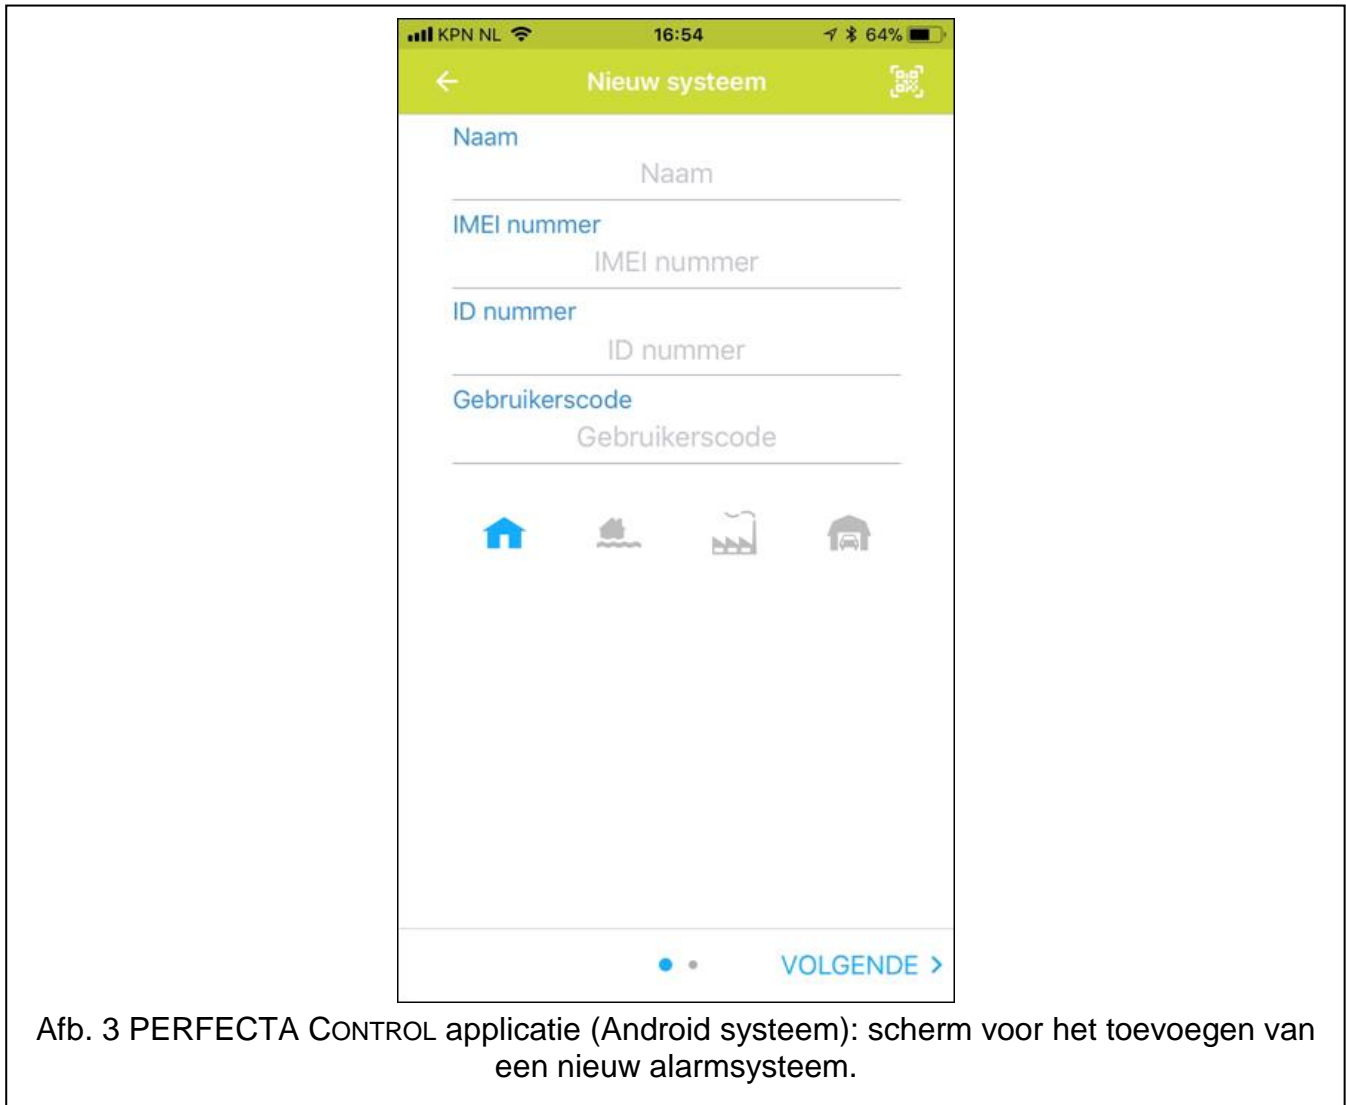 KPN NL 16:54 64%
Nieuw systeem
Naam
Naam
IMEI nummer
IMEI nummer
ID nummer
ID nummer
Gebruikerscode
Gebruikerscode
VOLGENDE >
Afb. 3 PERFECTA CONTROL applicatie (Android systeem): scherm voor het toevoegen van
een nieuw alarmsysteem.